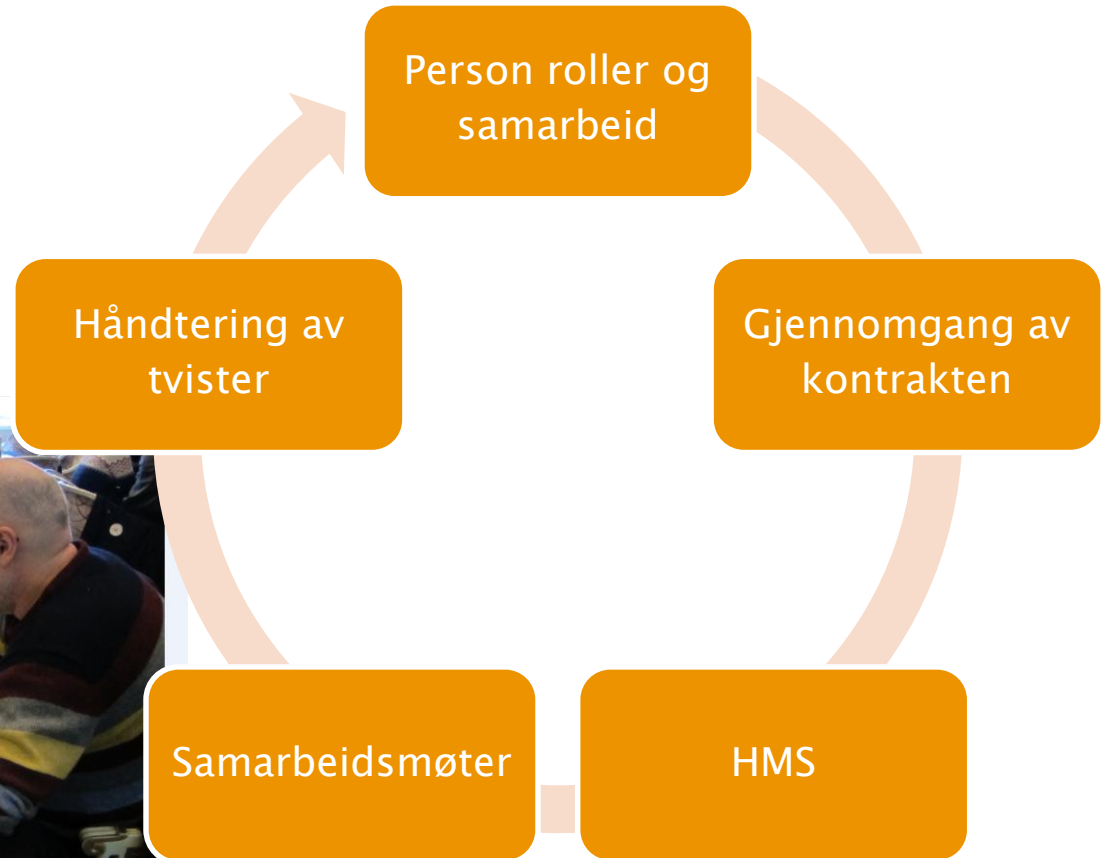 Person roller og
samarbeid
Gjennomgang av
kontrakten
HMS
Samarbeidsmøter
Håndtering av
tvister